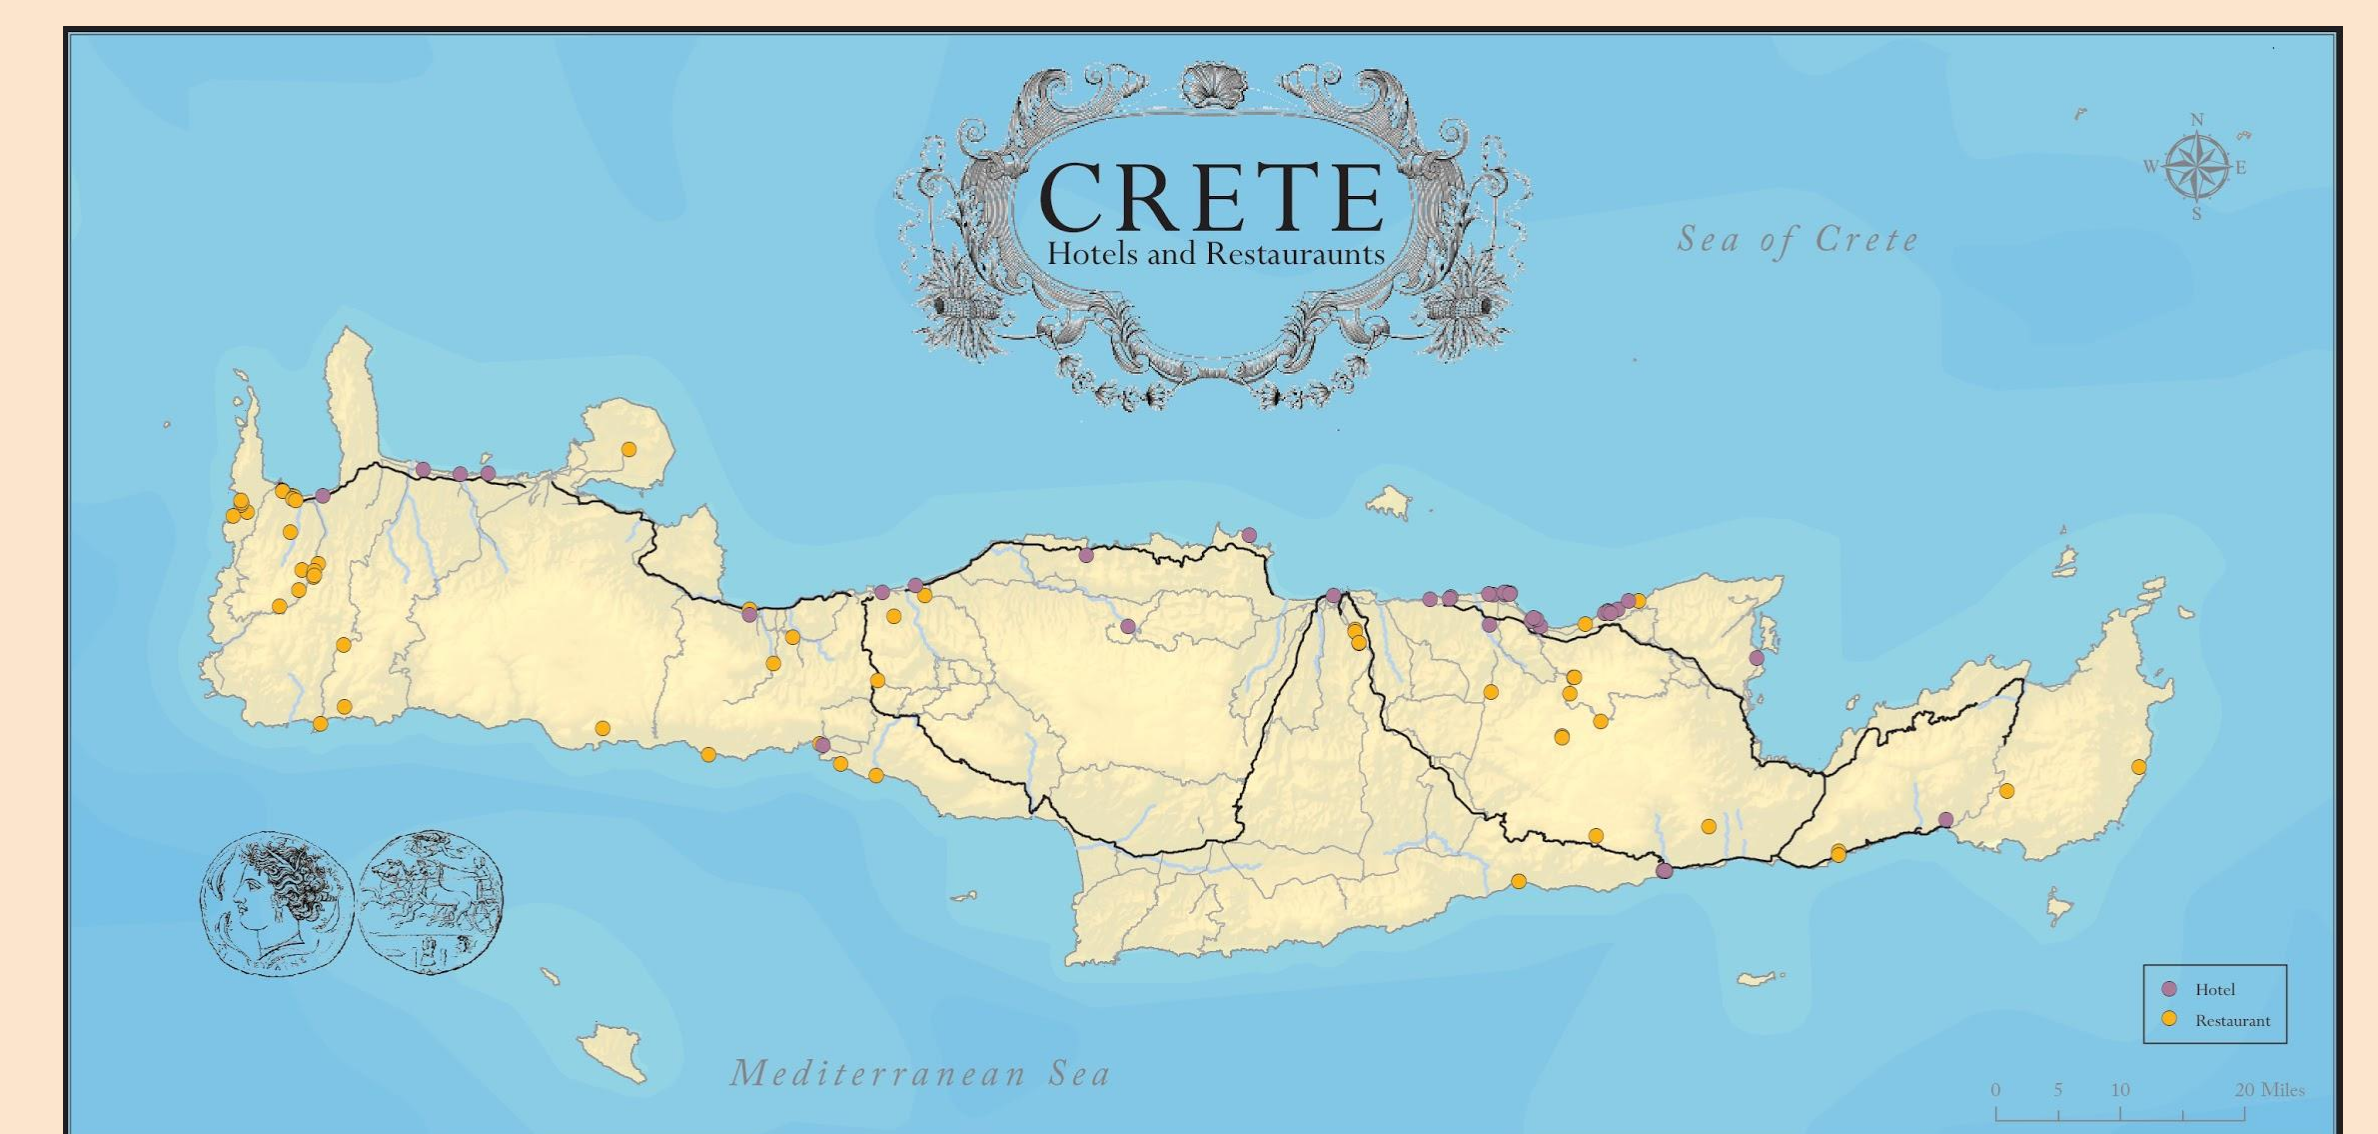 CRETE
Hotels and Restauraunts
N
W E
S
Sea of Crete
Mediterranean Sea
Hotel
Restaurant
0 5 10 20 Miles